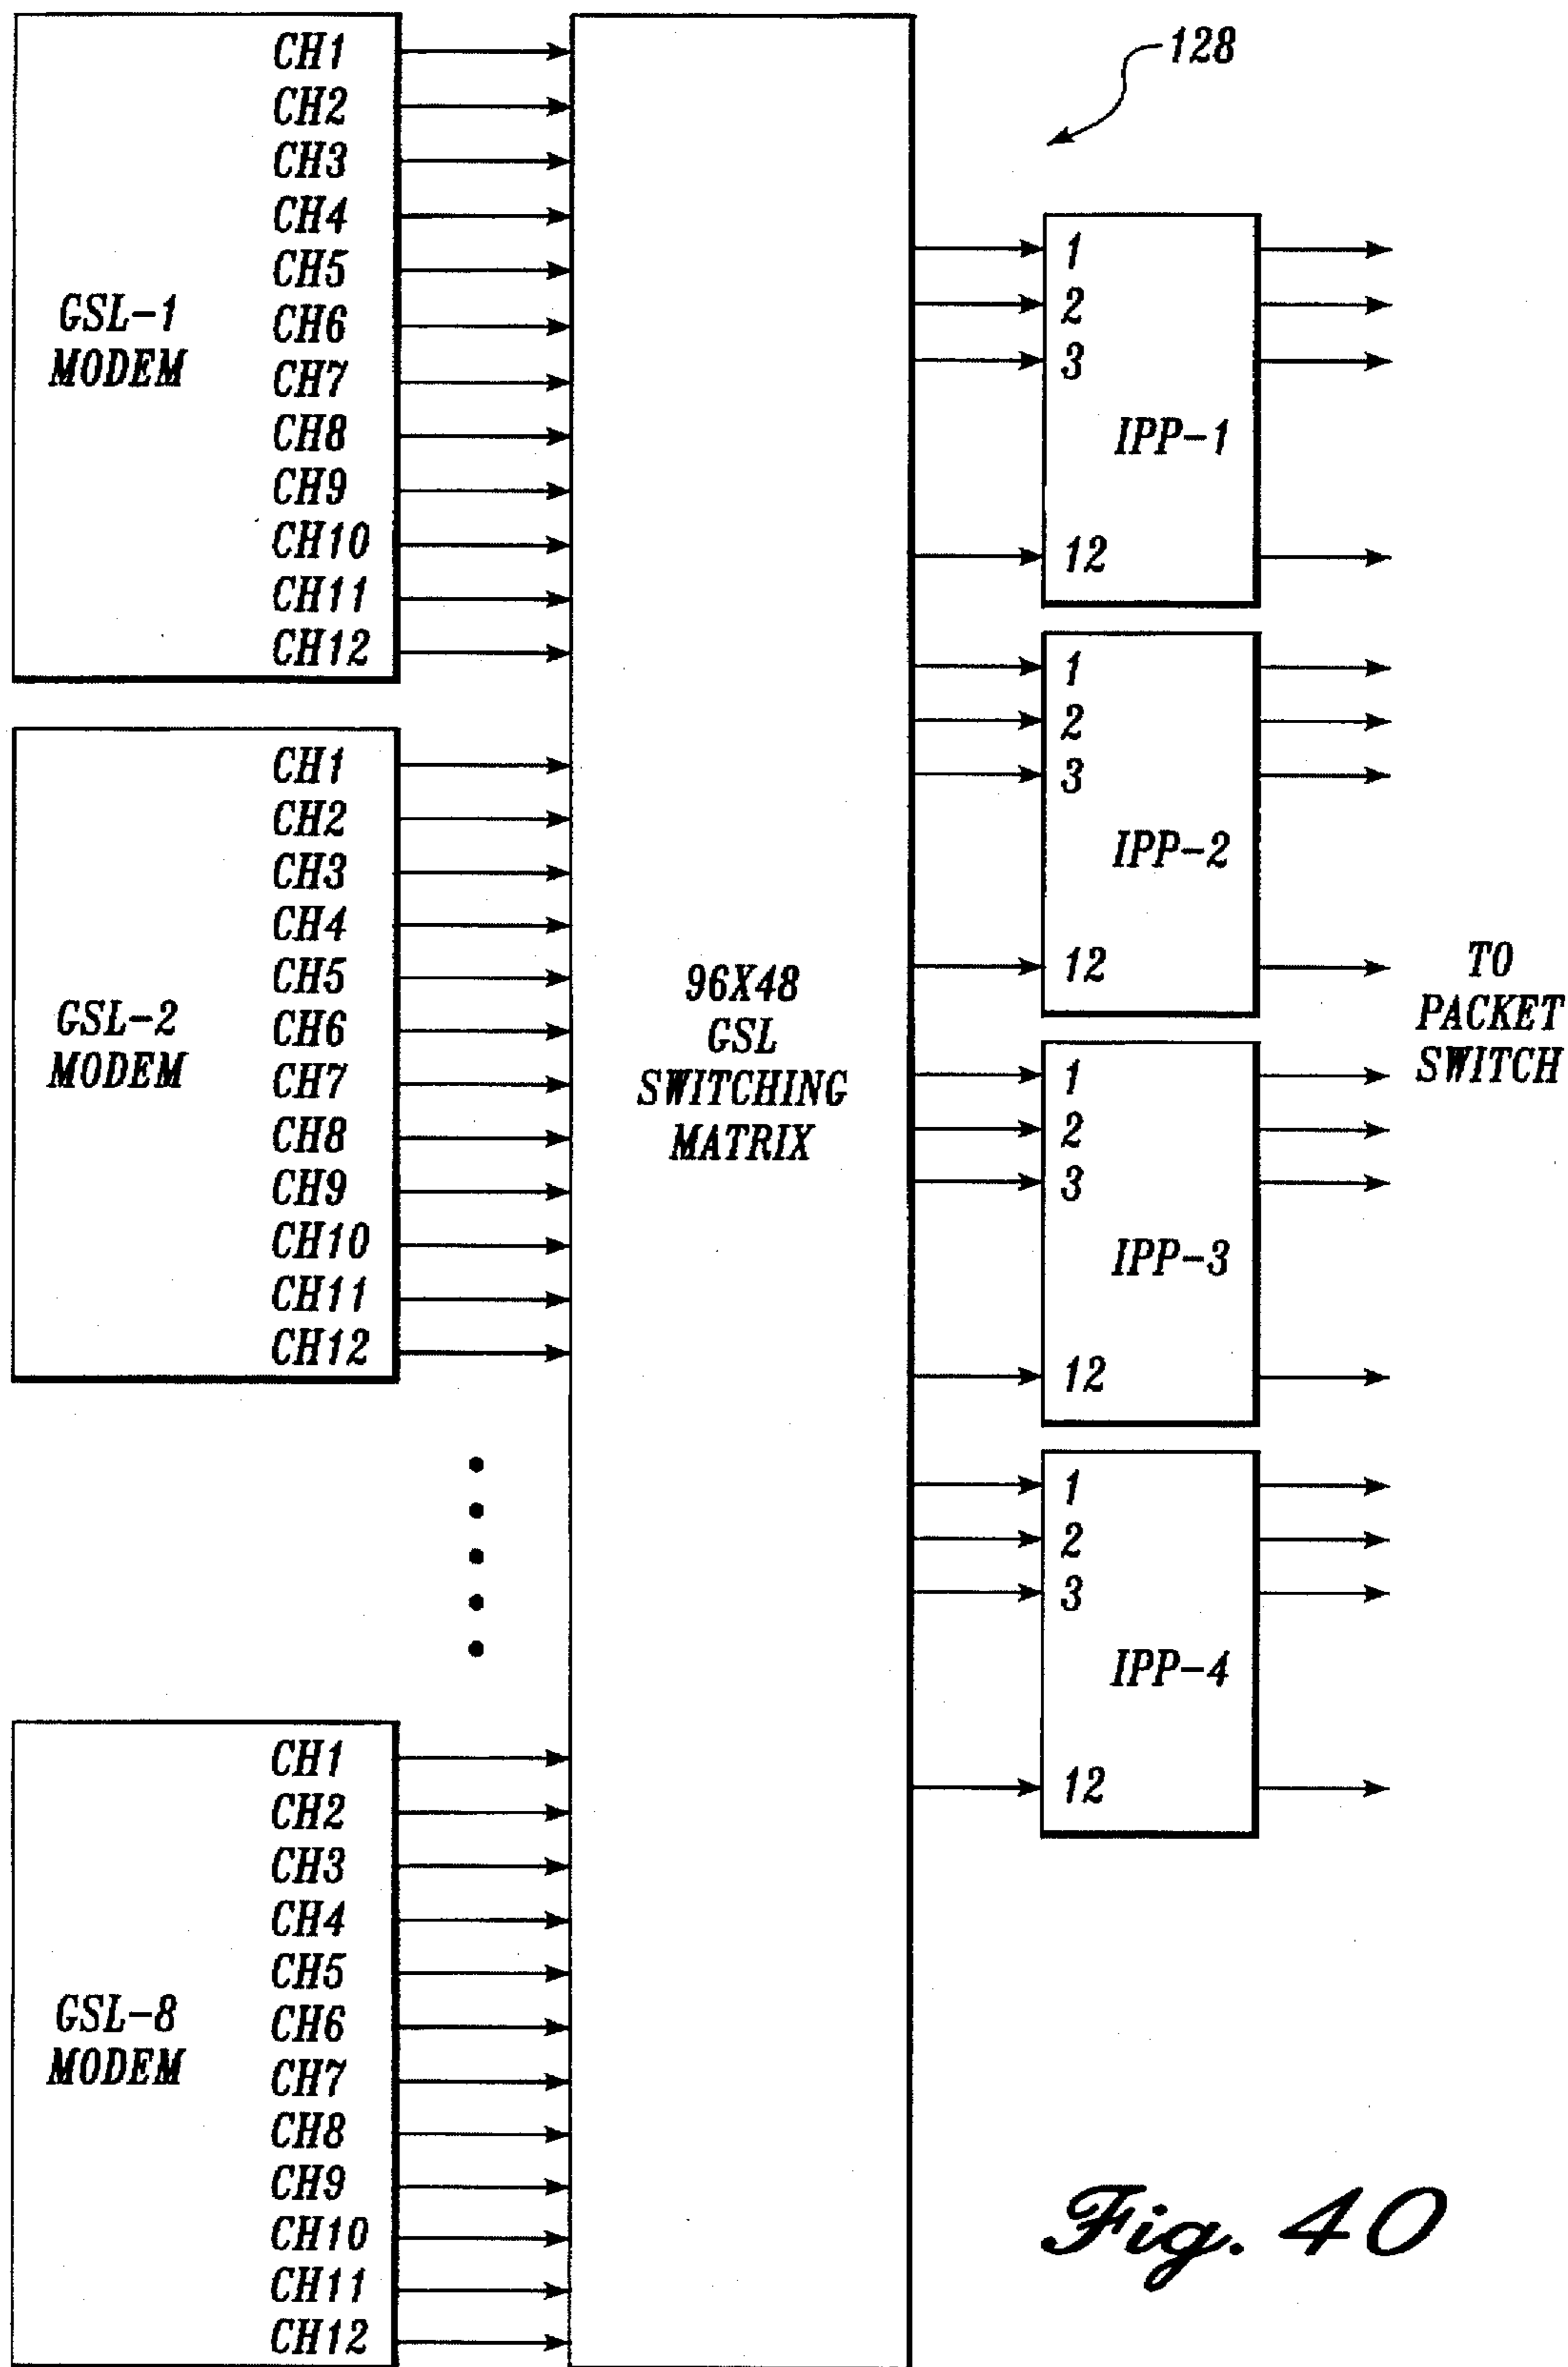 CH1
CH2
CH3
CH4
CH5
CH6
CH7
CH8
CH9
CH10
CH11
CH12
GSL-1
MODEM
CH1
CH2
CH3
CH4
CH5
CH6
CH7
CH8
CH9
CH10
CH11
CH12
GSL-2
MODEM
CH1
CH2
CH3
CH4
CH5
CH6
CH7
CH8
CH9
CH10
CH11
CH12
GSL-8
MODEM
96X48
GSL
SWITCHING
MATRIX
128
1
2
3
IPP-1
12
1
2
3
IPP-2
12
1
2
3
IPP-3
12
1
2
3
IPP-4
12
TO
PACKET
SWITCH
Fig. 40